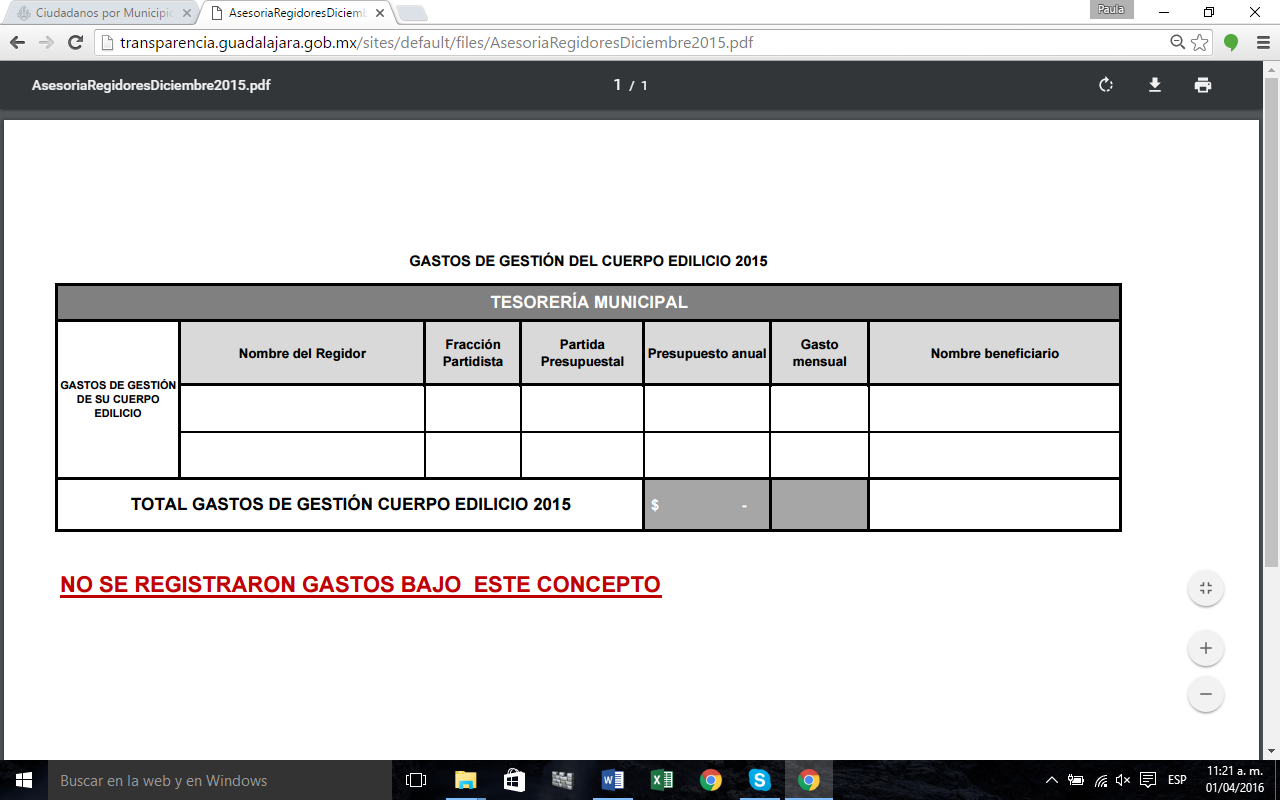 Ciudadanos por Municipio
AsesoriaRegidoresDiciemb
Paula
transparencia.guadalajara.gob.mx/sites/default/files/AsesoriaRegidoresDiciembre2015.pdf
AsesoriaRegidoresDiciembre2015.pdf
1 / 1
GASTOS DE GESTIÓN DEL CUERPO EDILICIO 2015
TESORERÍA MUNICIPAL
GASTOS DE GESTIÓN
DE SU CUERPO
EDILICIO
Nombre del Regidor
Fracción
Partidista
Partida
Presupuestal
Presupuesto anual
Gasto
mensual
Nombre beneficiario
TOTAL GASTOS DE GESTIÓN CUERPO EDILICIO 2015
$ -
NO SE REGISTRARON GASTOS BAJO  ESTE CONCEPTO
Buscar en la web y en Windows
ESP
11:21 a. m.
01/04/2016